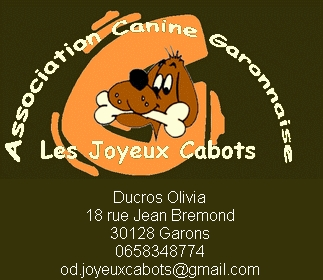 Association Canine Garonnaise
Les Joyeux Cabots
Ducros Olivia
18 rue Jean Bremond
30128 Garons
0658348774
od.joyeuxcabots@gmail.com